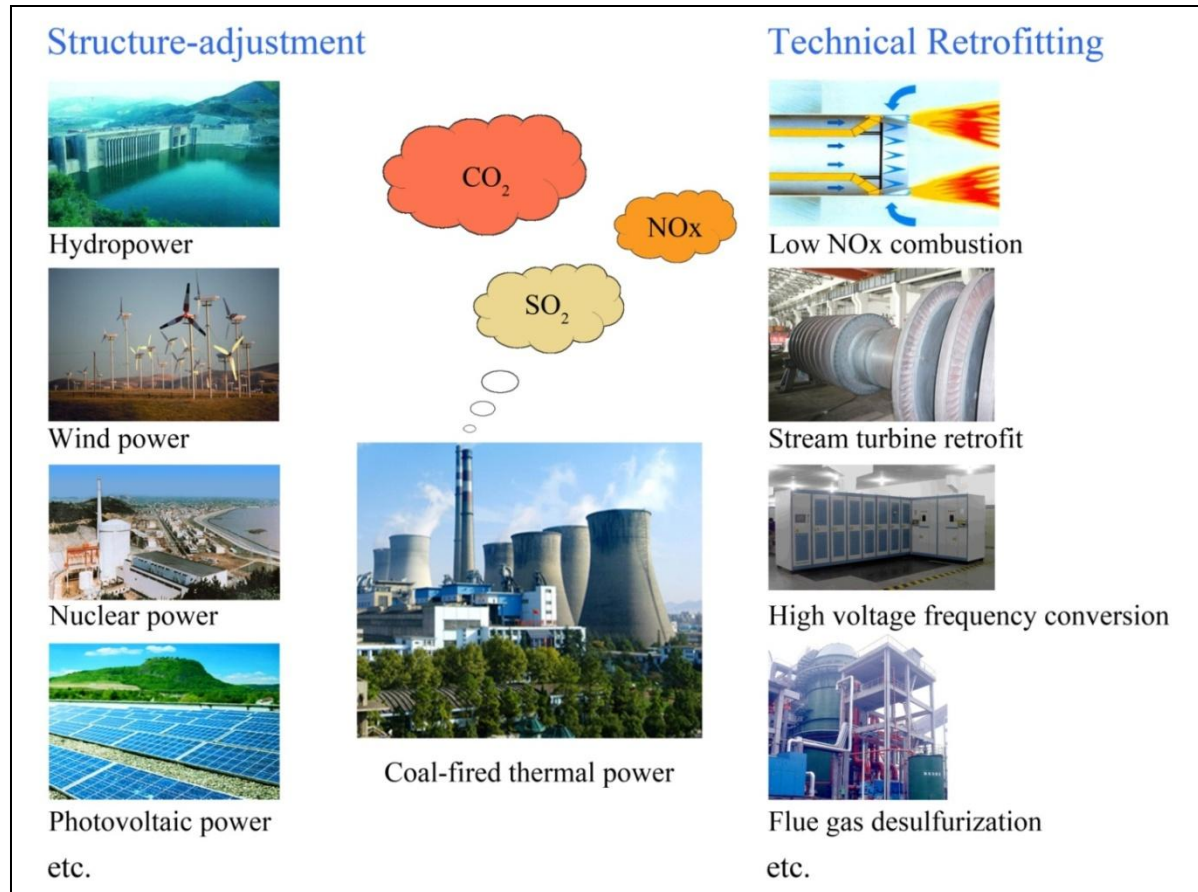 Structure-adjustment
Hydropower
Wind power
Nuclear power
Photovoltaic power
etc.
CO₂
NOx
SO₂
Coal-fired thermal power
Technical Retrofitting
Low NOx combustion
Stream turbine retrofit
High voltage frequency conversion
Flue gas desulfurization
etc.